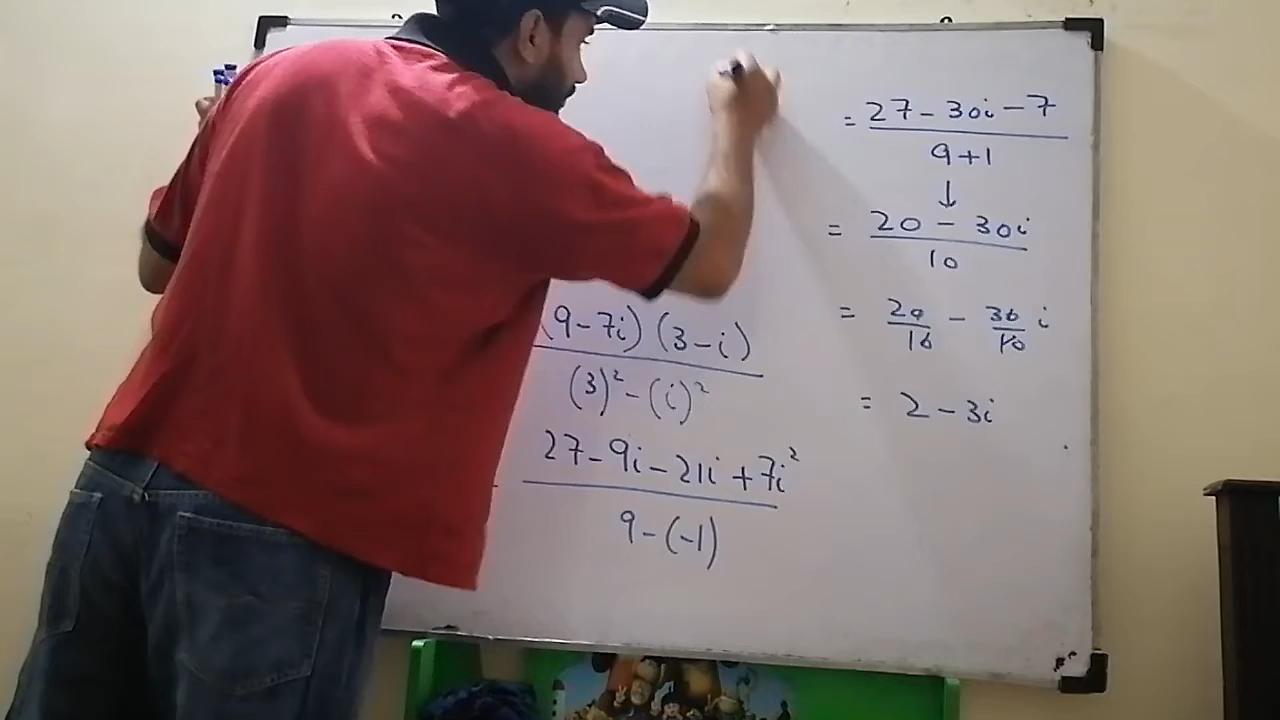 (9-7i) (3-i)
(3)² - (i)²
27-9i-21i+7i²
9-(-1)
= 27-30i-7
9+1
↓
= 20-30i
10
= 20/10 - 30/10 i
= 2-3i